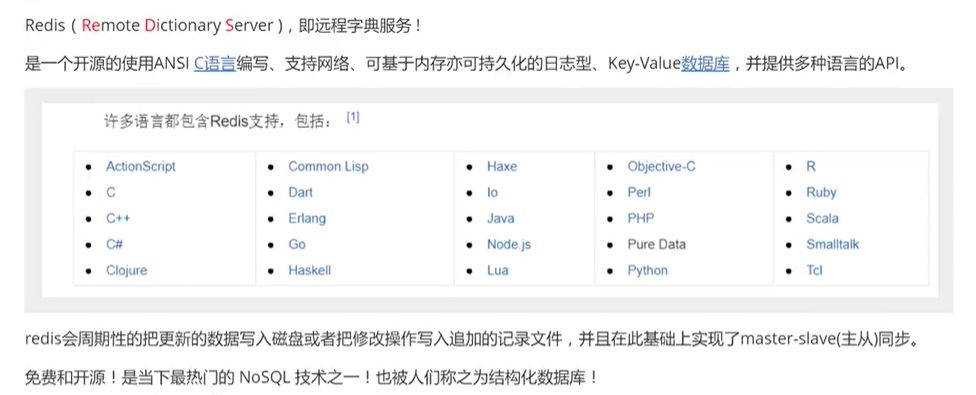 Redis（Remote Dictionary Server），即远程字典服务！
是一个开源的使用ANSI C语言编写、支持网络、可基于内存亦可持久化的日志型、Key-Value数据库，并提供多种语言的API。
许多语言都包含Redis支持，包括： [1]
• ActionScript • Common Lisp • Haxe • Objective-C • R
• C • Dart • Io • Perl • Ruby
• C++ • Erlang • Java • PHP • Scala
• C# • Go • Node.js • Pure Data • Smalltalk
• Clojure • Haskell • Lua • Python • Tcl
redis会周期性的把更新的数据写入磁盘或者把修改操作写入追加的记录文件，并且在此基础上实现了master-slave(主从)同步。
免费和开源！是当下最热门的 NoSQL 技术之一！也被人们称之为结构化数据库！